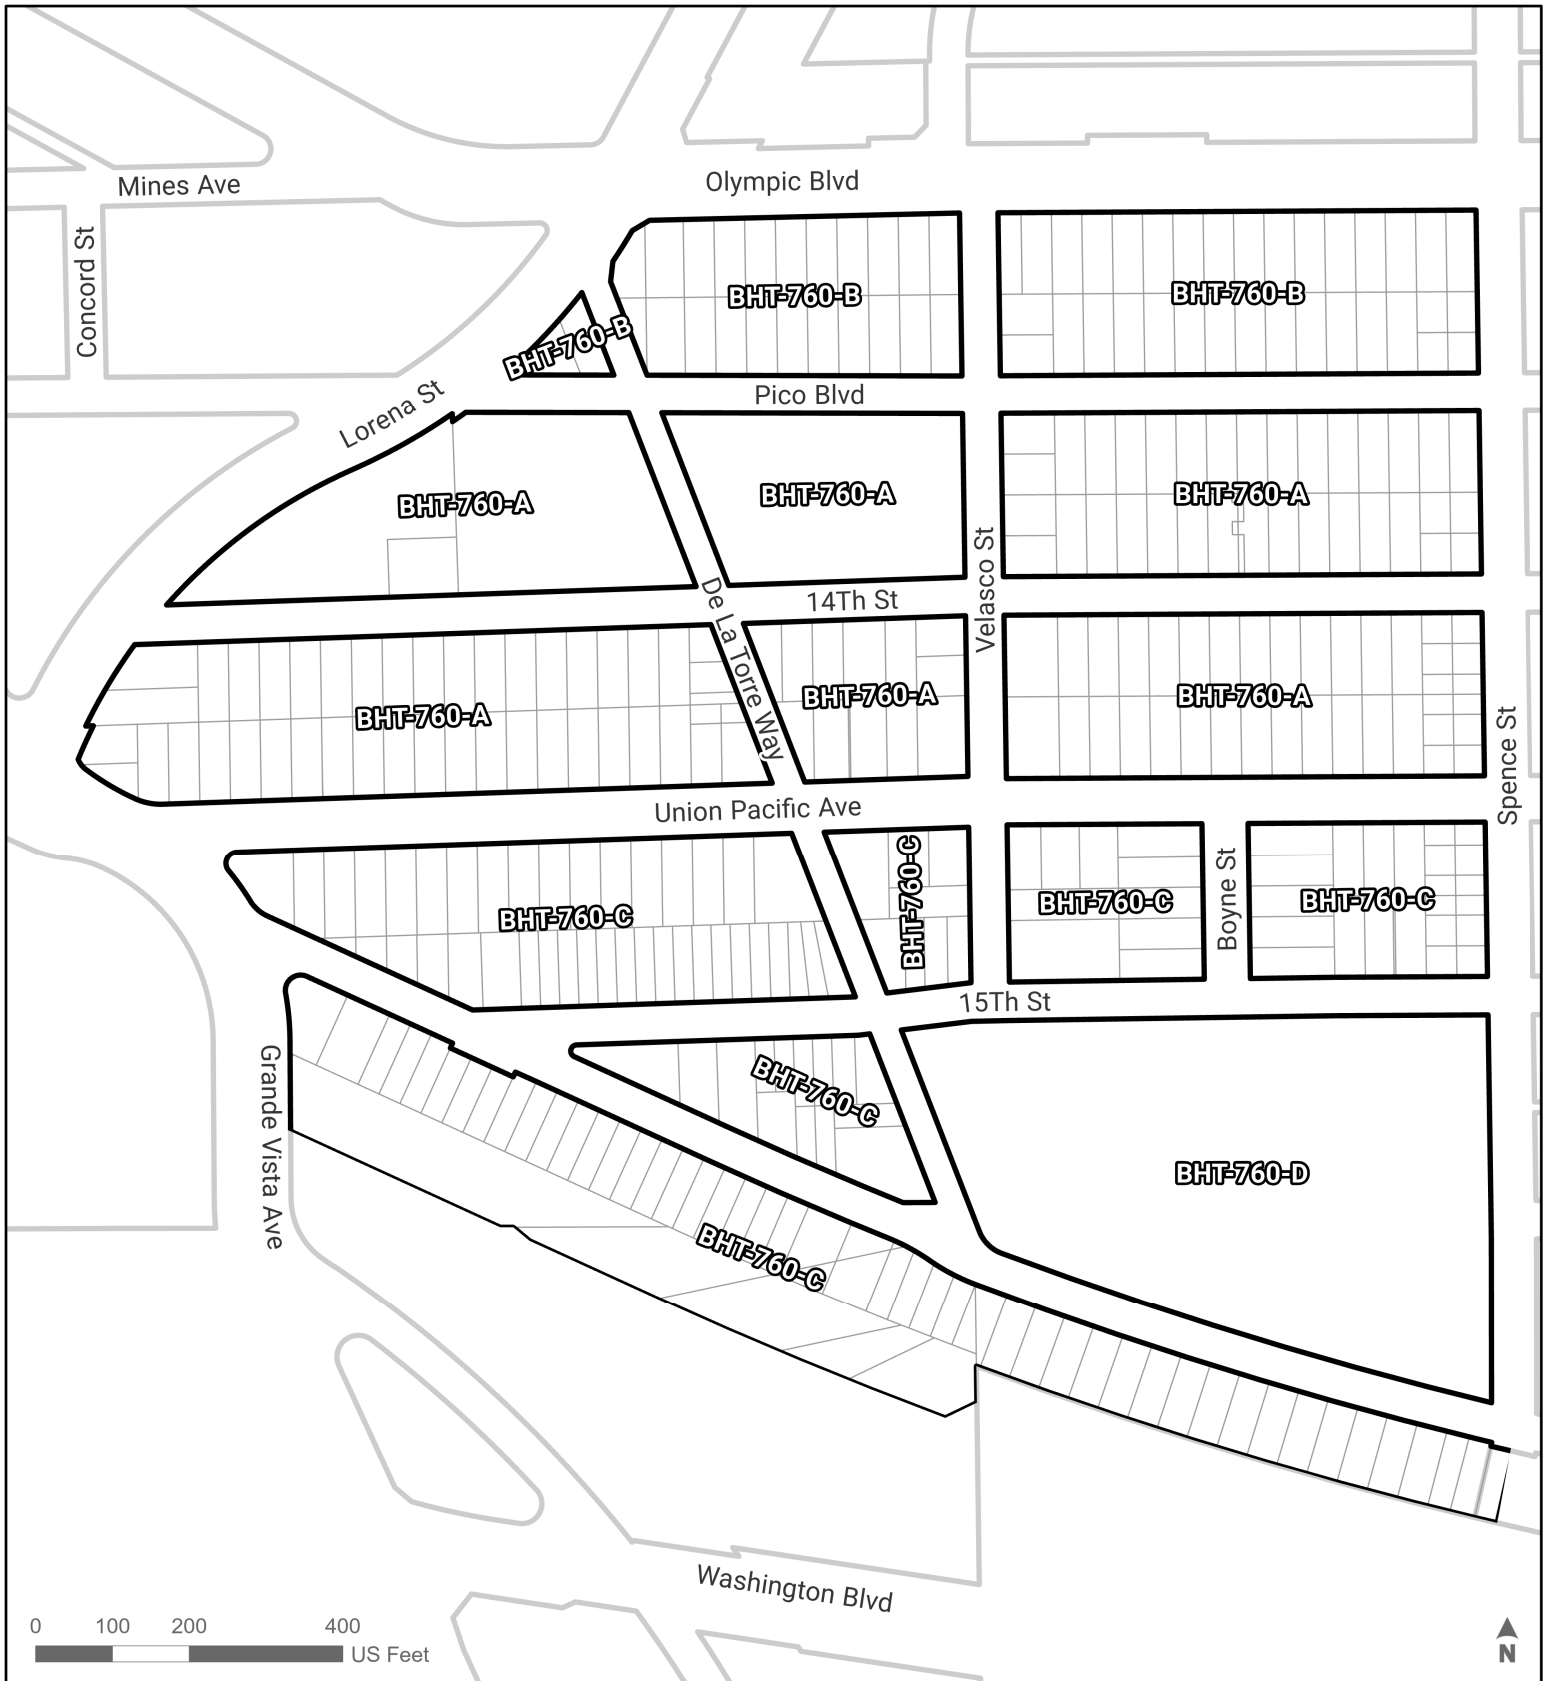 Olympic Blvd
Mines Ave
Concord St
BHT-760-B
BHT-760-B
BHT-760-B
Pico Blvd
Lorena St
BHT-760-A
BHT-760-A
BHT-760-A
Velasco St
De La Torre Way
14Th St
BHT-760-A
BHT-760-A
BHT-760-A
Spence St
Union Pacific Ave
BHT-760-C
BHT-760-C
BHT-760-C
Boyne St
BHT-760-C
15Th St
Grande Vista Ave
BHT-760-C
BHT-760-D
BHT-760-C
Washington Blvd
0 100 200 400
US Feet
N